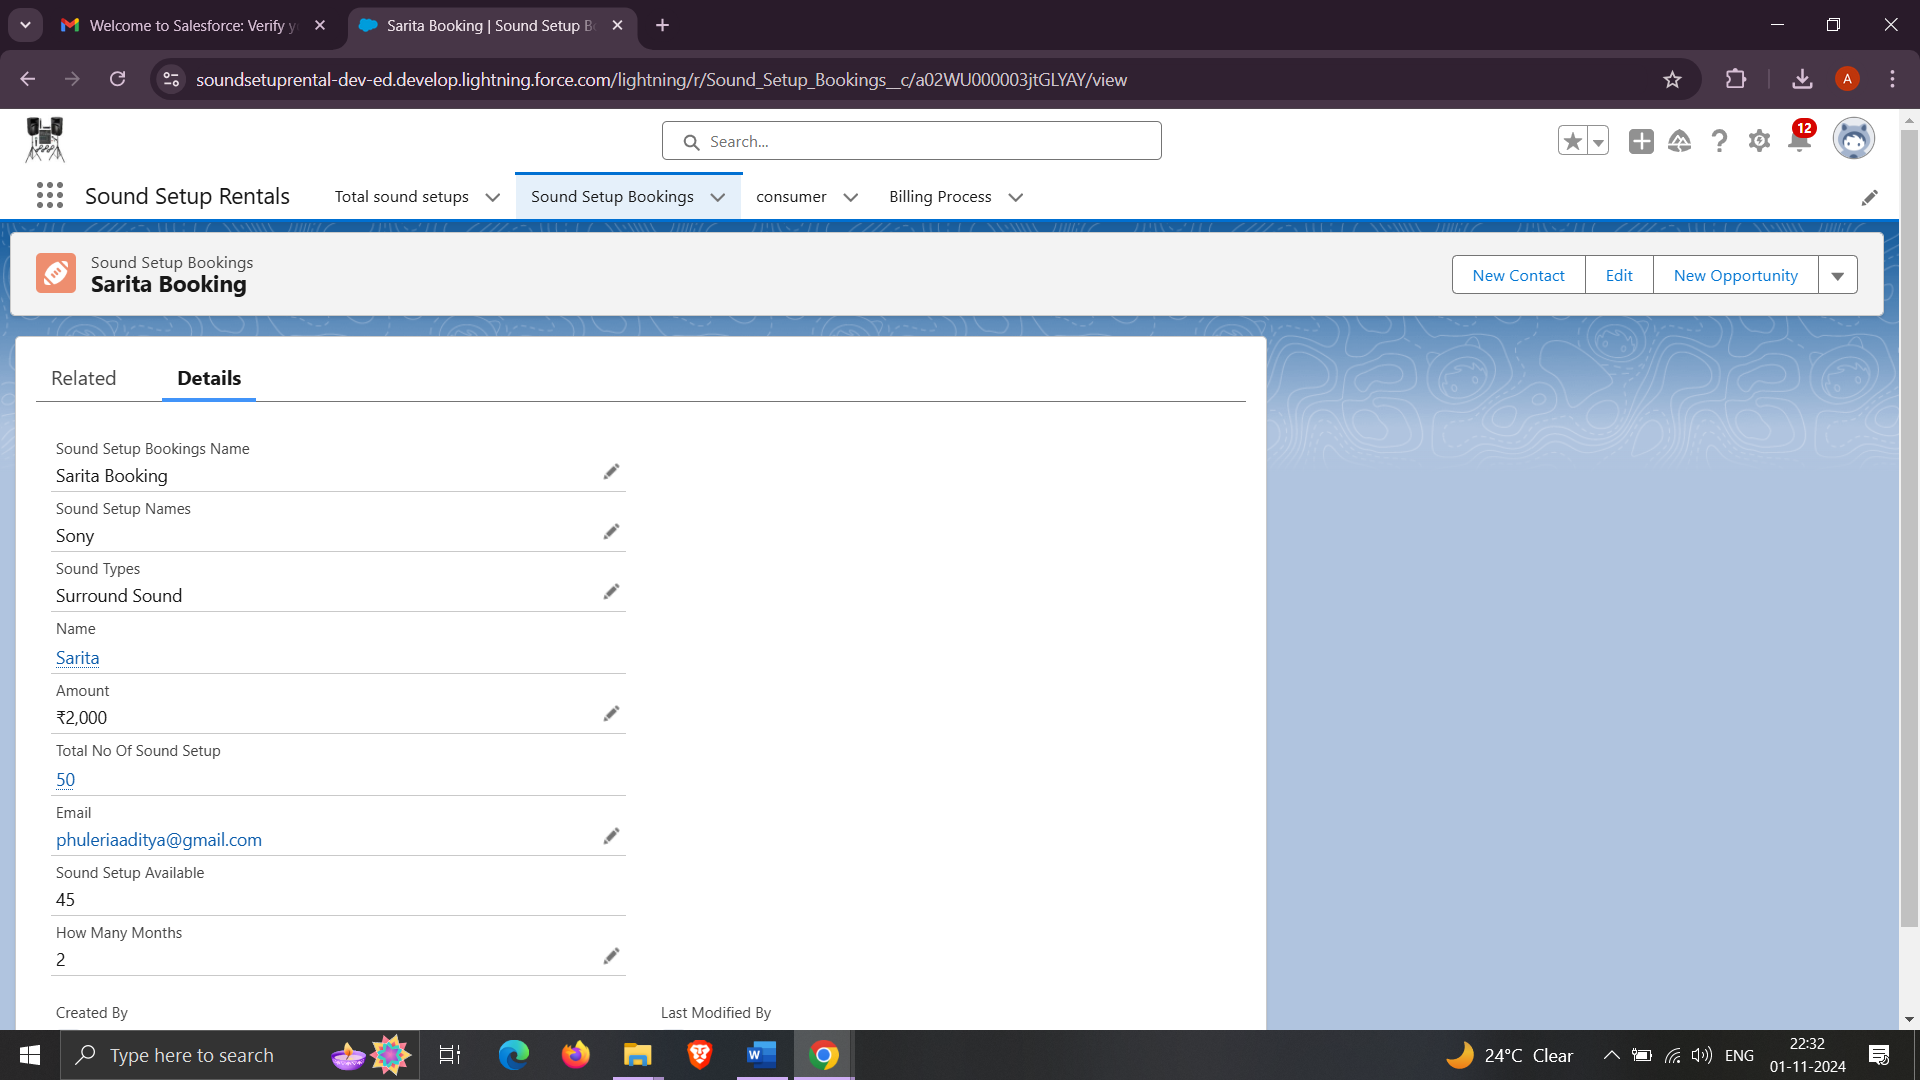 Welcome to Salesforce: Verify y
Sarita Booking | Sound Setup B
soundsetuprental-dev-ed.develop.lightning.force.com/lightning/r/Sound_Setup_Bookings__c/a02WU000003jtGLYAY/view
A
Search...
12
Sound Setup Rentals
Total sound setups
Sound Setup Bookings
consumer
Billing Process
Sound Setup Bookings
Sarita Booking
New Contact
Edit
New Opportunity
Related
Details
Sound Setup Bookings Name
Sarita Booking
Sound Setup Names
Sony
Sound Types
Surround Sound
Name
Sarita
Amount
₹2,000
Total No Of Sound Setup
50
Email
phuleriaaditya@gmail.com
Sound Setup Available
45
How Many Months
2
Created By
Last Modified By
Type here to search
24°C Clear
ENG
22:32
01-11-2024